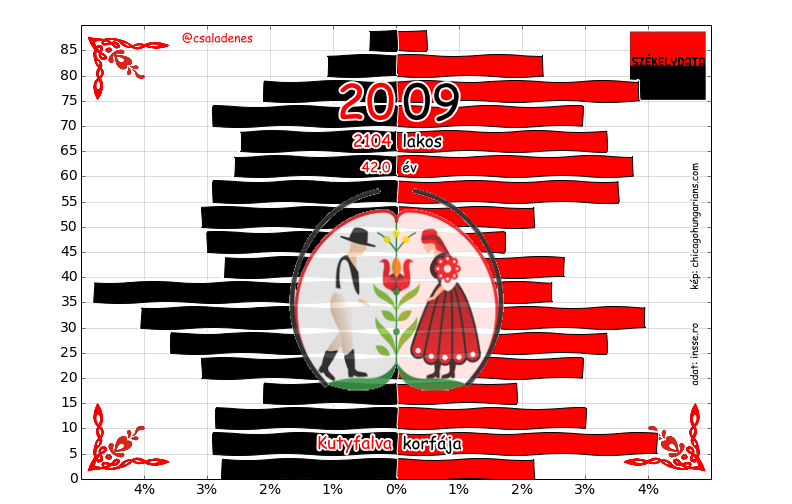 @csaladenes
SZÉKELYDATA
2009
2104 lakos
42,0 év
kép: chicagohungarians.com
adat: insse.ro
Kutyfalva korfája
85
80
75
70
65
60
55
50
45
40
35
30
25
20
15
10
5
0
4% 3% 2% 1% 0% 1% 2% 3% 4%